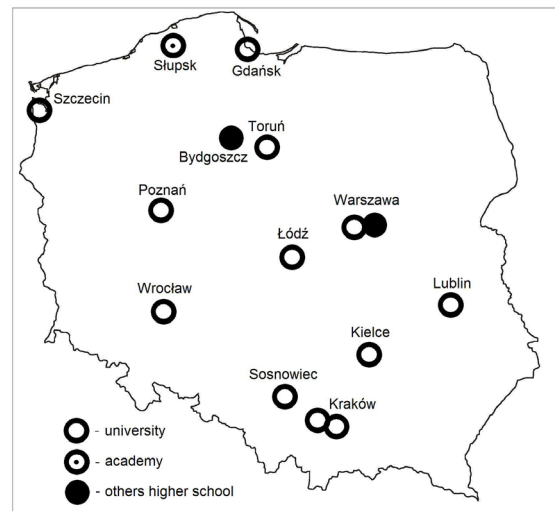 Słupsk
Gdańsk
Szczecin
Toruń
Bydgoszcz
Poznań
Warszawa
Łódź
Wrocław
Lublin
Kielce
Sosnowiec
Kraków
- university
- academy
- others higher school